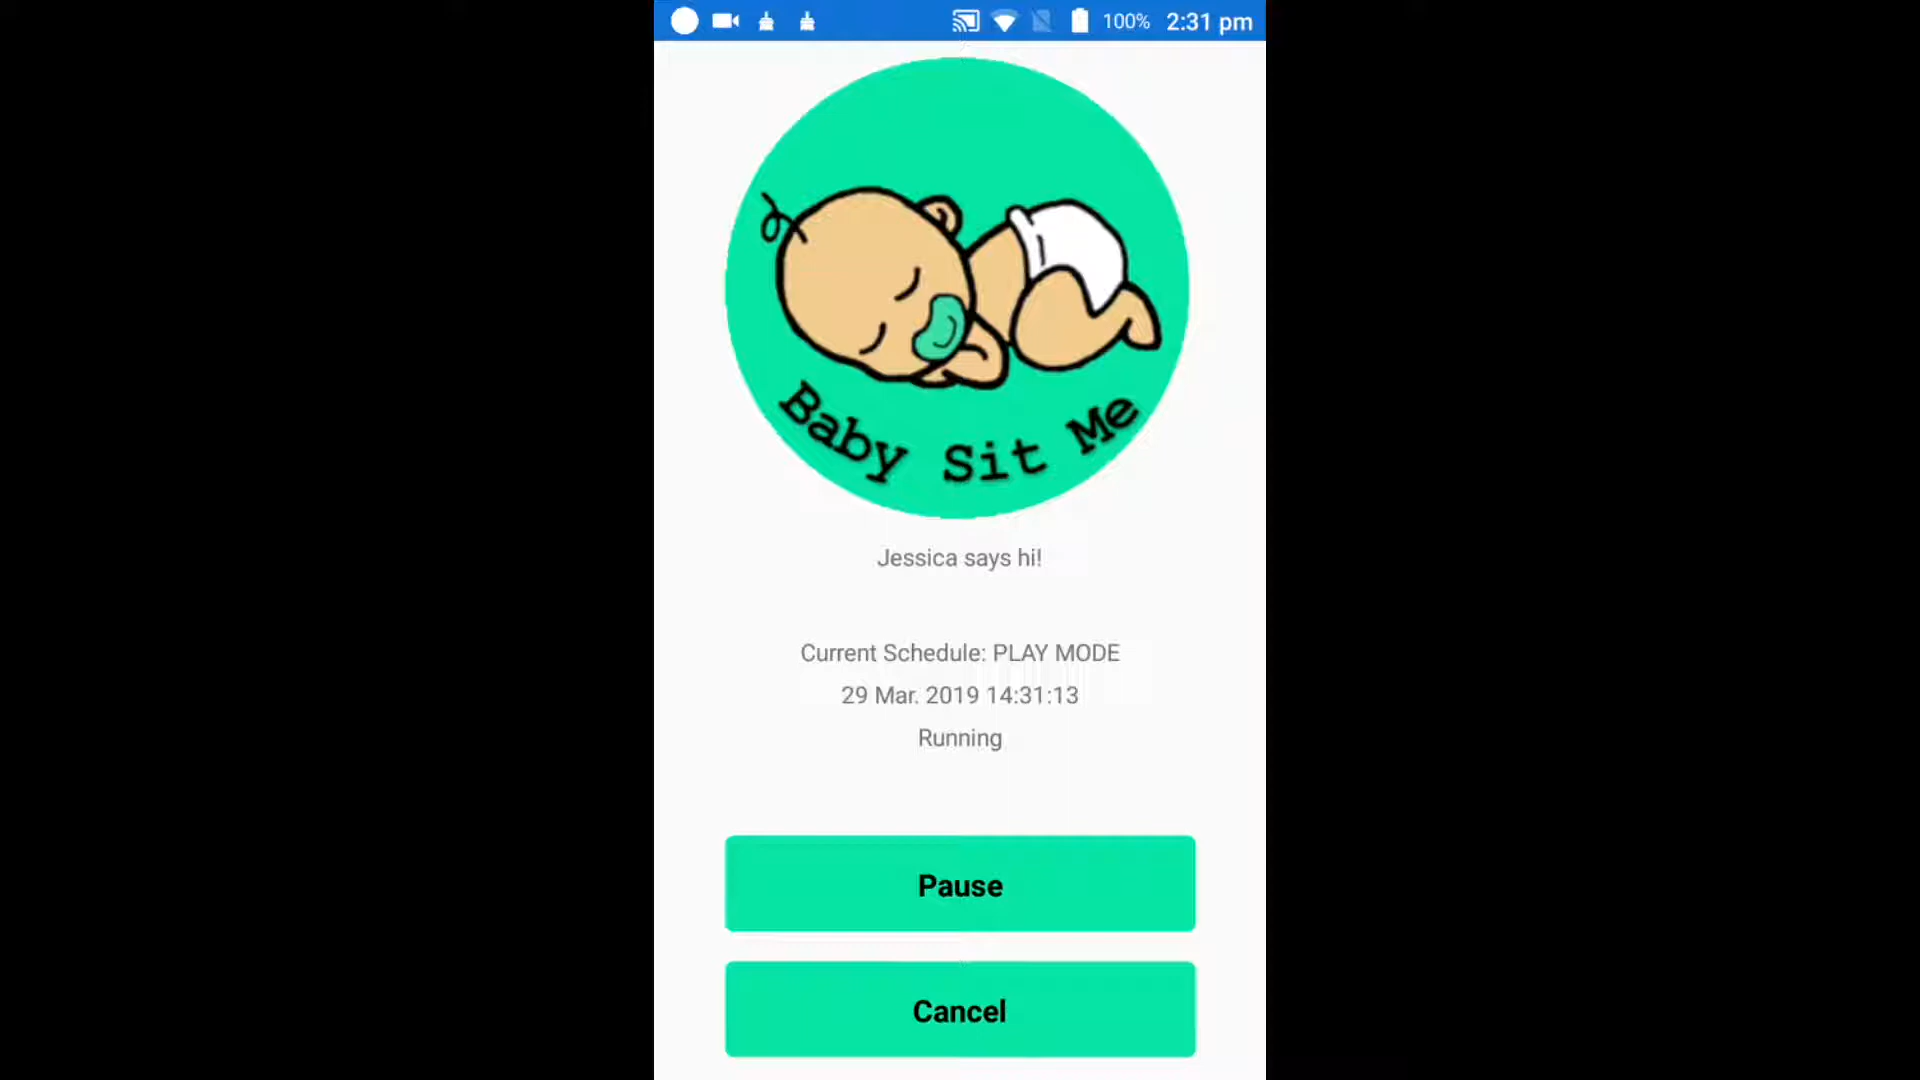 100% 2:31 pm
Baby Sit Me
Jessica says hi!
Current Schedule: PLAY MODE
29 Mar. 2019 14:31:13
Running
Pause
Cancel